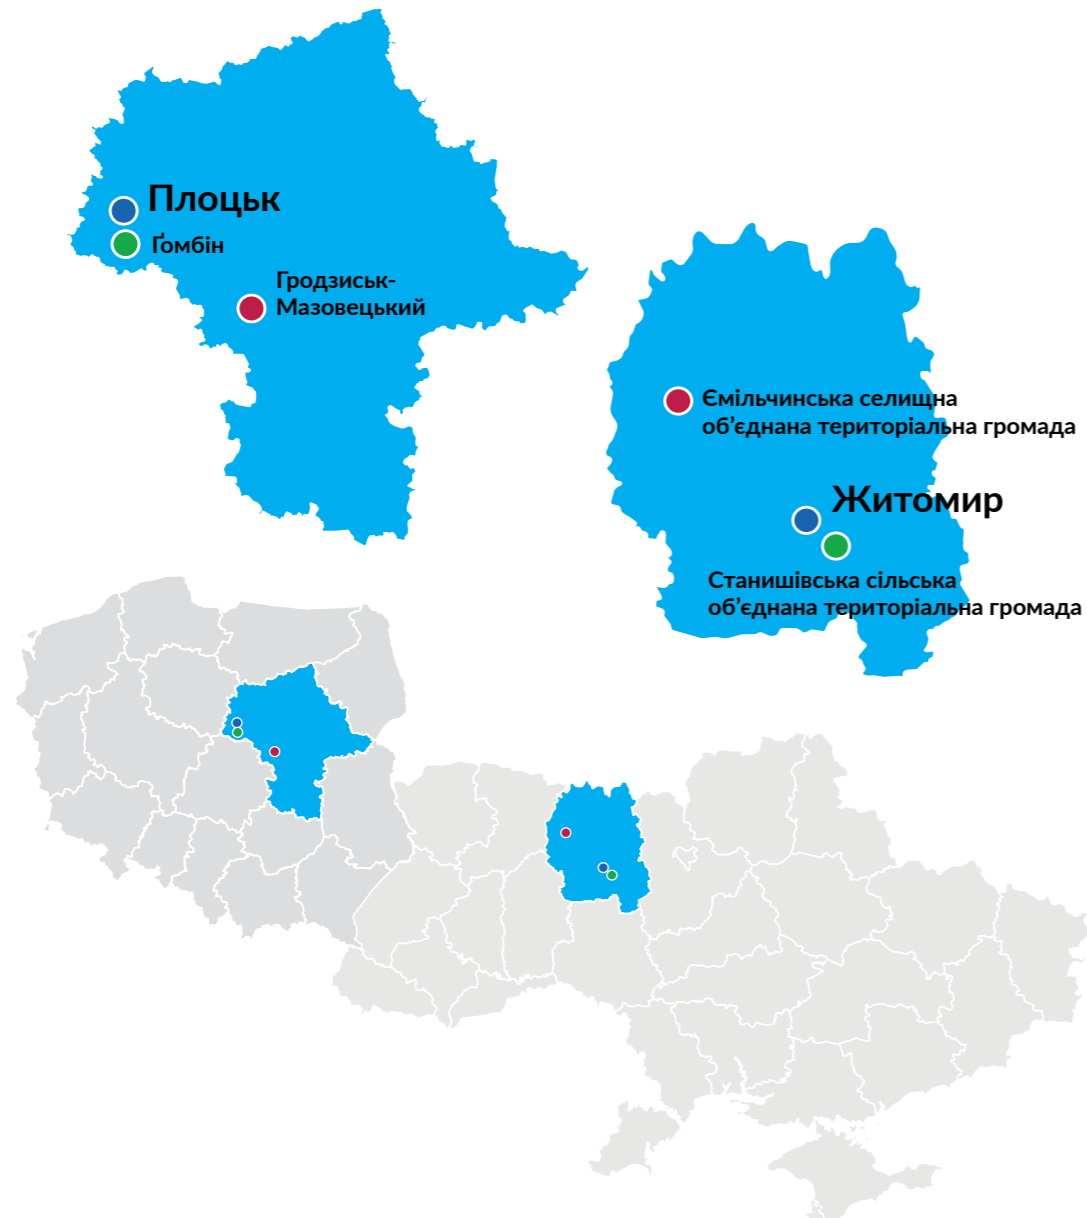 Плоцьк
Ґомбін
Гродзиськ-
Мазовецький
Ємільчинська селищна
об’єднана територіальна громада
Житомир
Станишівська сільська
об’єднана територіальна громада